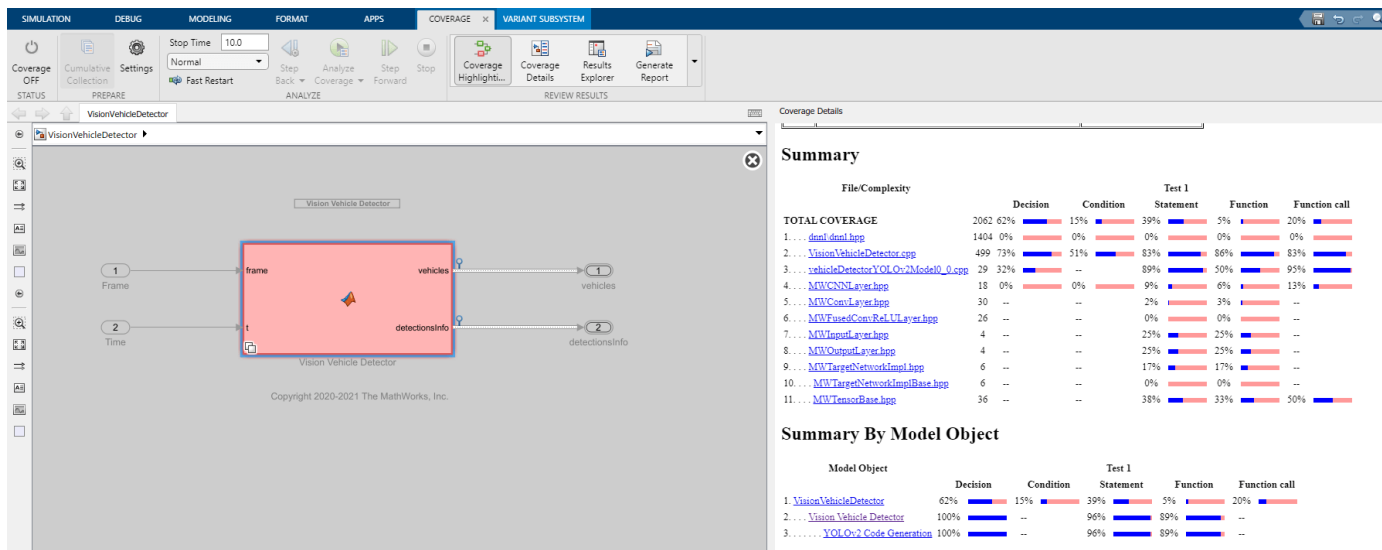 SIMULATION DEBUG MODELING FORMAT APPS COVERAGE × VARIANT SUBSYSTEM
Stop Time 10.0
Normal
Fast Restart
Coverage OFF
Cumulative Collection
Settings
Step Back
Analyze Coverage
Step Forward
Stop
Coverage Highlighti...
Coverage Details
Results Explorer
Generate Report
STATUS PREPARE ANALYZE REVIEW RESULTS
VisionVehicleDetector
VisionVehicleDetector
Vision Vehicle Detector
1 frame vehicles 1
Frame vehicles
2 t detectionsInfo 2
Time detectionsInfo
Vision Vehicle Detector
Copyright 2020-2021 The MathWorks, Inc.
Coverage Details
Summary
File/Complexity Test 1
Decision Condition Statement Function Function call
TOTAL COVERAGE 2062 62% 15% 39% 5% 20%
1. . . . dnnl\dnnl.hpp 1404 0% 0% 0% 0% 0%
2. . . . VisionVehicleDetector.cpp 499 73% 51% 83% 86% 83%
3. . . . vehicleDetectorYOLOv2Model0_0.cpp 29 32% -- 89% 50% 95%
4. . . . MWCNNLayer.hpp 18 0% 0% 9% 6% 13%
5. . . . MWConvLayer.hpp 30 -- -- 2% 3% --
6. . . . MWFusedConvReLULayer.hpp 26 -- -- 0% 0% --
7. . . . MWInputLayer.hpp 4 -- -- 25% 25% --
8. . . . MWOutputLayer.hpp 4 -- -- 25% 25% --
9. . . . MWTargetNetworkImpl.hpp 6 -- -- 17% 17% --
10. . . . MWTargetNetworkImplBase.hpp 6 -- -- 0% 0% --
11. . . . MWTensorBase.hpp 36 -- -- 38% 33% 50%
Summary By Model Object
Model Object Test 1
Decision Condition Statement Function Function call
1. VisionVehicleDetector 62% 15% 39% 5% 20%
2. . . . Vision Vehicle Detector 100% -- 96% 89% --
3. . . . . . . YOLOv2 Code Generation 100% -- 96% 89% --